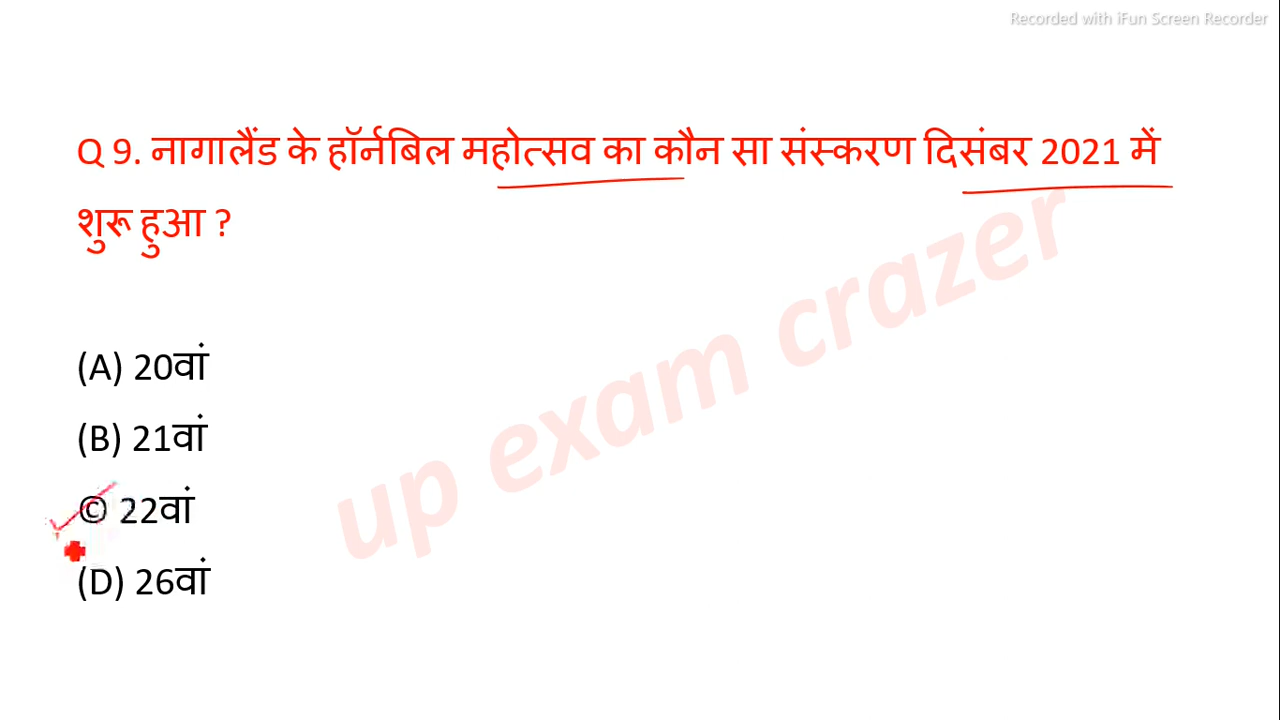 Recorded with iFun Screen Recorder
Q 9. नागालैंड के हॉर्नबिल महोत्सव का कौन सा संस्करण दिसंबर 2021 में
शुरू हुआ ?
(A) 20वां
(B) 21वां
© 22वां
(D) 26वां
up exam crazer